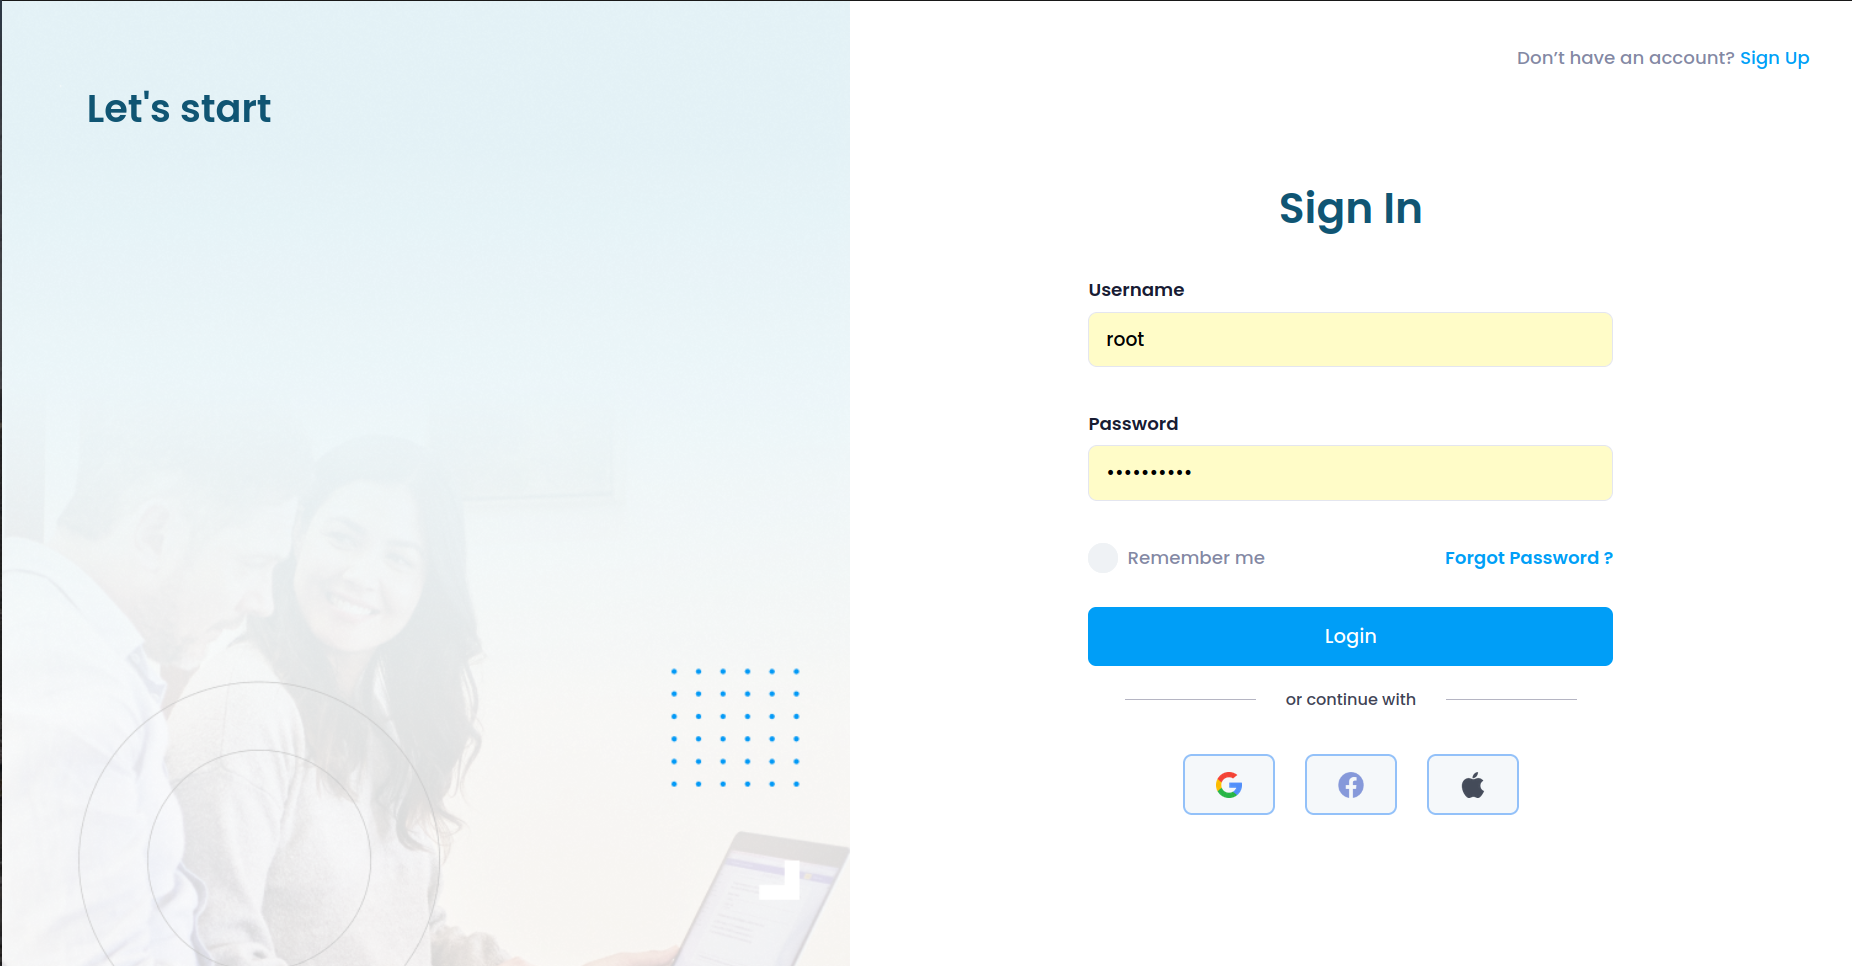 Let's start
Don't have an account? Sign Up
Sign In
Username
root
Password
••••••••••
Remember me
Forgot Password ?
Login
or continue with